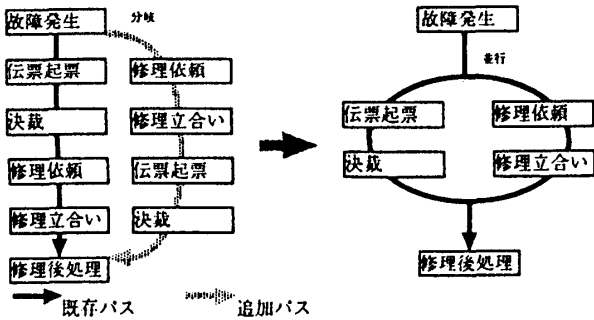 故障発生
分岐
伝票起票
決裁
修理依頼
修理立合い
修理後処理
修理依頼
修理立合い
伝票起票
決裁
既存パス
追加パス
故障発生
並行
伝票起票
決裁
修理依頼
修理立合い
修理後処理